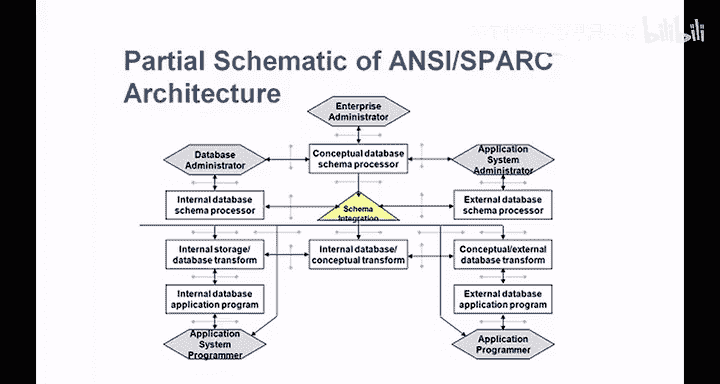 bilibili
Partial Schematic of ANSI/SPARC
Architecture
Enterprise
Administrator
Database
Administrator
Conceptual database
schema processor
Application
System
Administrator
Internal database
schema processor
Schema
Integration
External database
schema processor
Internal storage/
database transform
Internal database/
conceptual transform
Conceptual/external
database transform
Internal database
application program
External database
application program
Application
System
Programmer
Application
Programmer